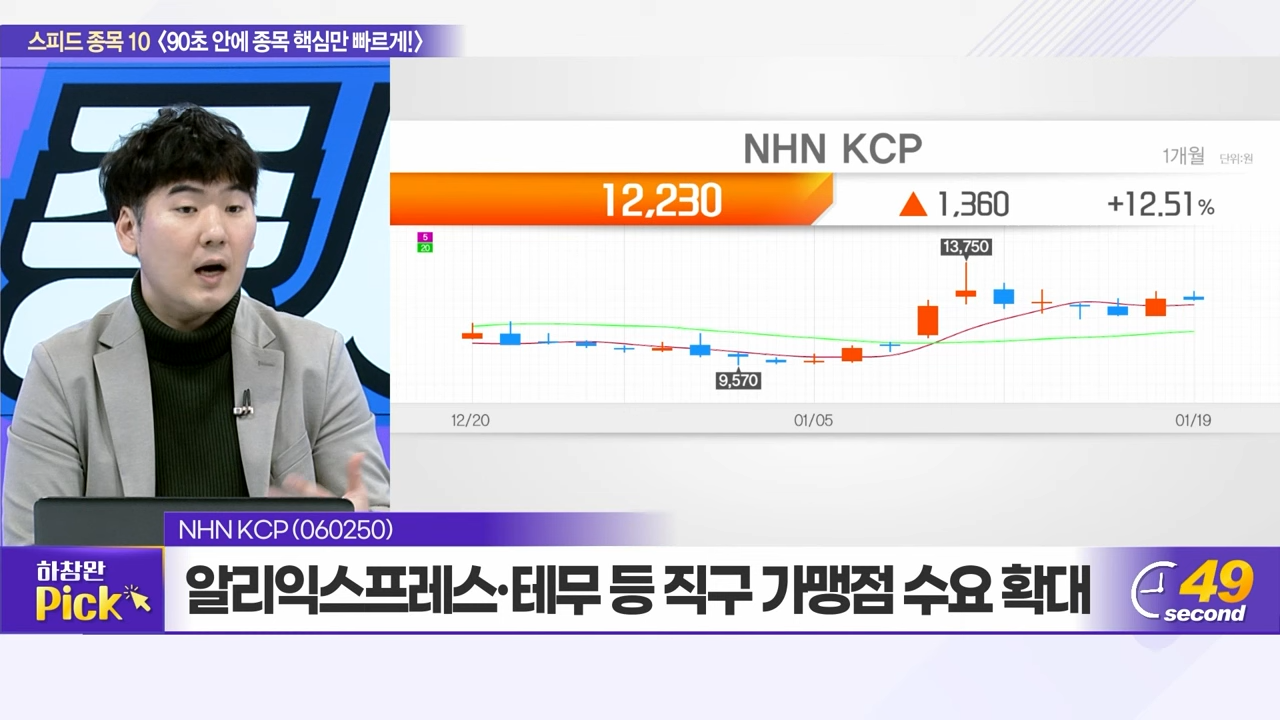 스피드 종목 10 〈90초 안에 종목 핵심만 빠르게!〉
NHN KCP
1개월 단위:원
12,230 ▲ 1,360 +12.51%
5
20
13,750
9,570
12/20 01/05 01/19
NHN KCP (060250)
하창완
Pick
알리익스프레스·테무 등 직구 가맹점 수요 확대
49
second